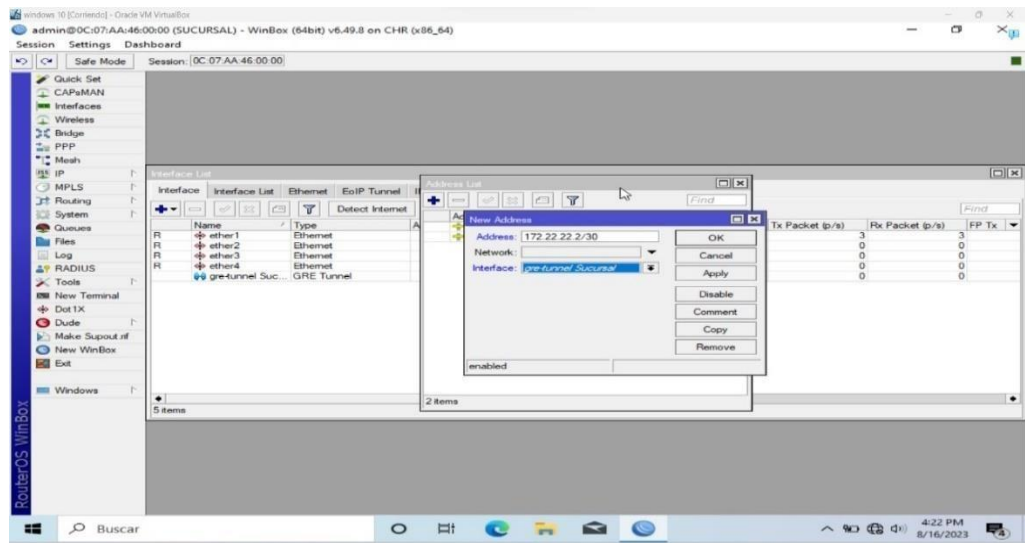 windows 10 [Corriendo] - Oracle VM VirtualBox
admin@0C:07:AA:46:00:00 (SUCURSAL) - WinBox (64bit) v6.49.8 on CHR (x86_64)
Session Settings Dashboard
Safe Mode Session: 0C:07:AA:46:00:00
Quick Set
CAPsMAN
Interfaces
Wireless
Bridge
PPP
Mesh
IP
MPLS
Routing
System
Queues
Files
Log
RADIUS
Tools
New Terminal
Dot1X
Dude
Make Supout.rif
New WinBox
Exit
Windows
RouterOS WinBox
Interface List
Interface Interface List Ethernet EoIP Tunnel
Detect Internet
Name Type
R ether1 Ethernet
R ether2 Ethernet
R ether3 Ethernet
R ether4 Ethernet
gre-tunnel Suc... GRE Tunnel
5 items
Address List
Find
New Address
Address: 172.22.22.2/30
Network:
Interface: gre-tunnel Sucursal
OK
Cancel
Apply
Disable
Comment
Copy
Remove
enabled
2 items
Find
Tx Packet (p/s) Rx Packet (p/s) FP Tx
3 3
0 0
0 0
0 0
0 0
Buscar
4:22 PM
8/16/2023
4